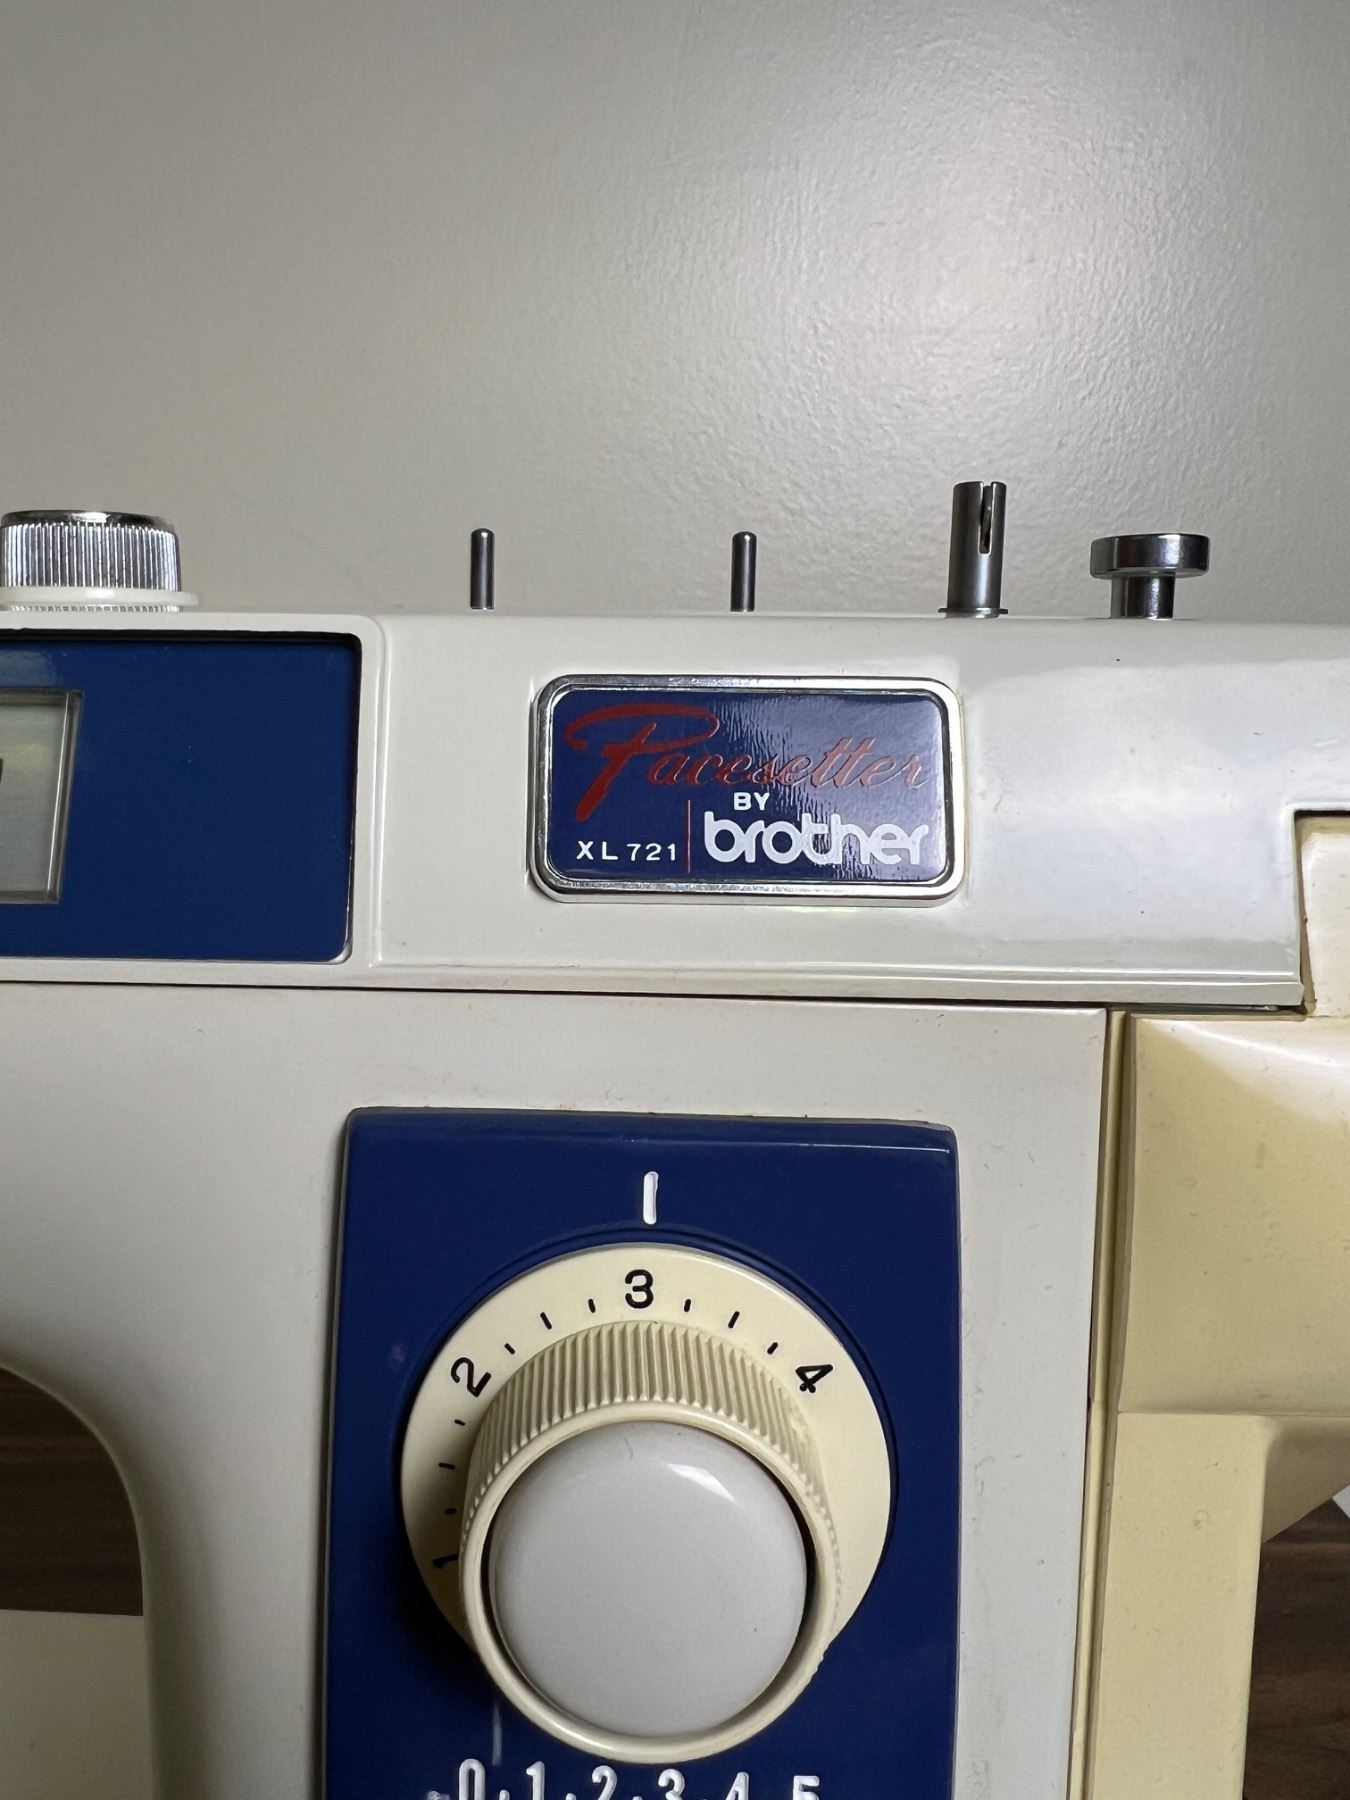 Pacesetter
BY
XL 721 brother
3
2 4
1
0 · 1 · 2 · 3 · 4 · 5